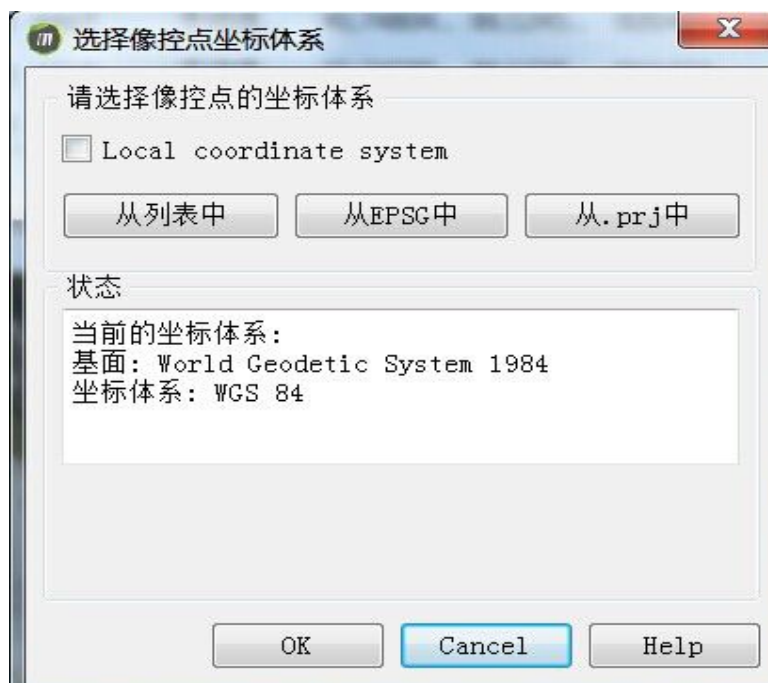 选择像控点坐标体系
请选择像控点的坐标体系
Local coordinate system
从列表中 从EPSG中 从.prj中
状态
当前的坐标体系:
基面: World Geodetic System 1984
坐标体系: WGS 84
OK Cancel Help